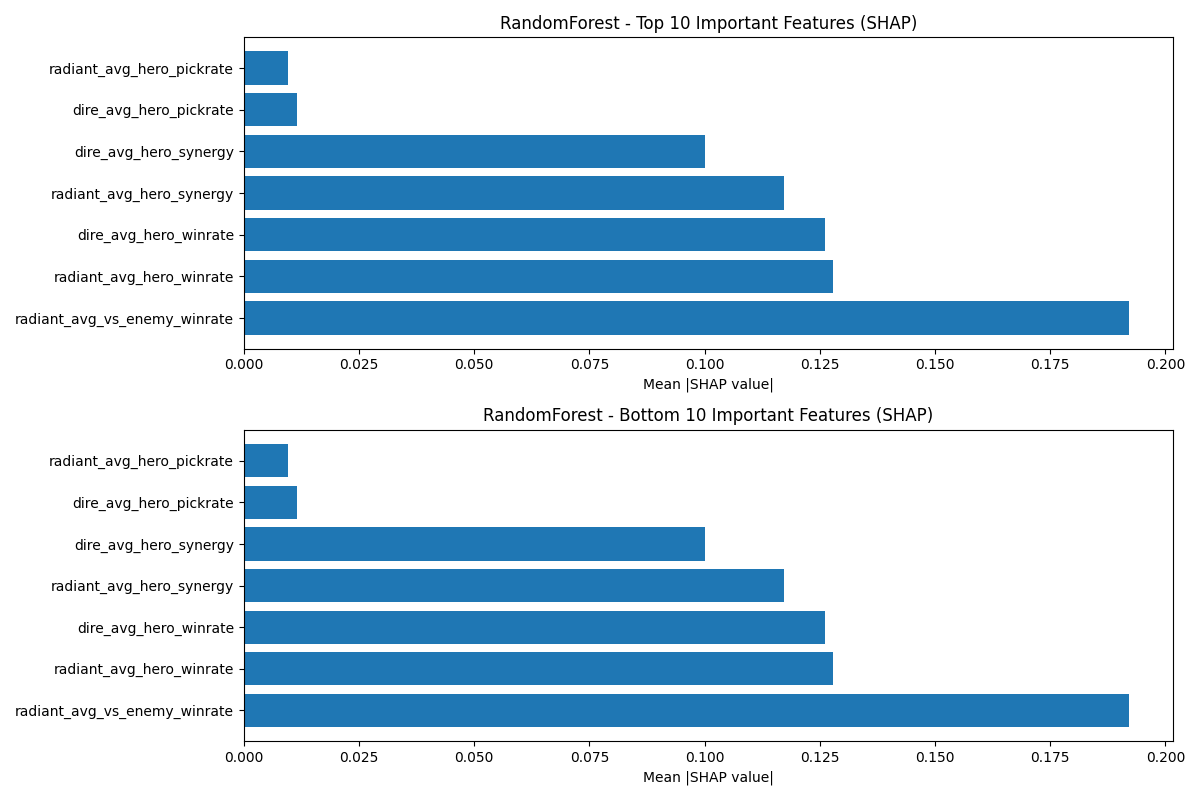 RandomForest - Top 10 Important Features (SHAP)
radiant_avg_hero_pickrate
dire_avg_hero_pickrate
dire_avg_hero_synergy
radiant_avg_hero_synergy
dire_avg_hero_winrate
radiant_avg_hero_winrate
radiant_avg_vs_enemy_winrate
0.000 0.025 0.050 0.075 0.100 0.125 0.150 0.175 0.200
Mean |SHAP value|
RandomForest - Bottom 10 Important Features (SHAP)
radiant_avg_hero_pickrate
dire_avg_hero_pickrate
dire_avg_hero_synergy
radiant_avg_hero_synergy
dire_avg_hero_winrate
radiant_avg_hero_winrate
radiant_avg_vs_enemy_winrate
0.000 0.025 0.050 0.075 0.100 0.125 0.150 0.175 0.200
Mean |SHAP value|